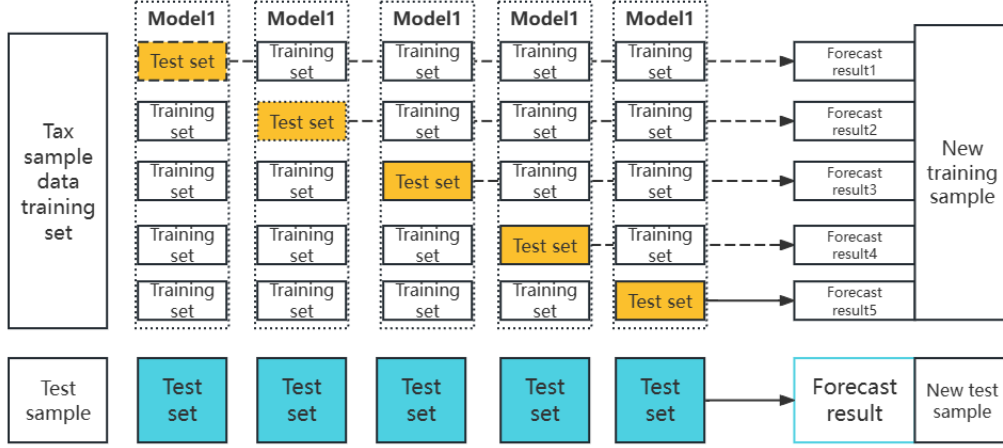 Model1
Model1
Model1
Model1
Model1
Tax
sample
data
training
set
Test set
Training
set
Training
set
Training
set
Training
set
Forecast
result1
Training
set
Test set
Training
set
Training
set
Training
set
Forecast
result2
Training
set
Training
set
Test set
Training
set
Training
set
Forecast
result3
Training
set
Training
set
Training
set
Test set
Training
set
Forecast
result4
Training
set
Training
set
Training
set
Training
set
Test set
Forecast
result5
New
training
sample
Test
sample
Test
set
Test
set
Test
set
Test
set
Test
set
Forecast
result
New test
sample